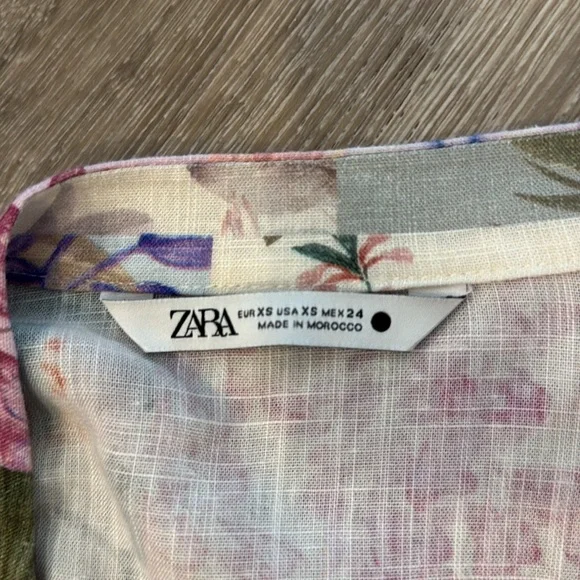 ZARA
EUR XS USA XS MEX 24
MADE IN MOROCCO